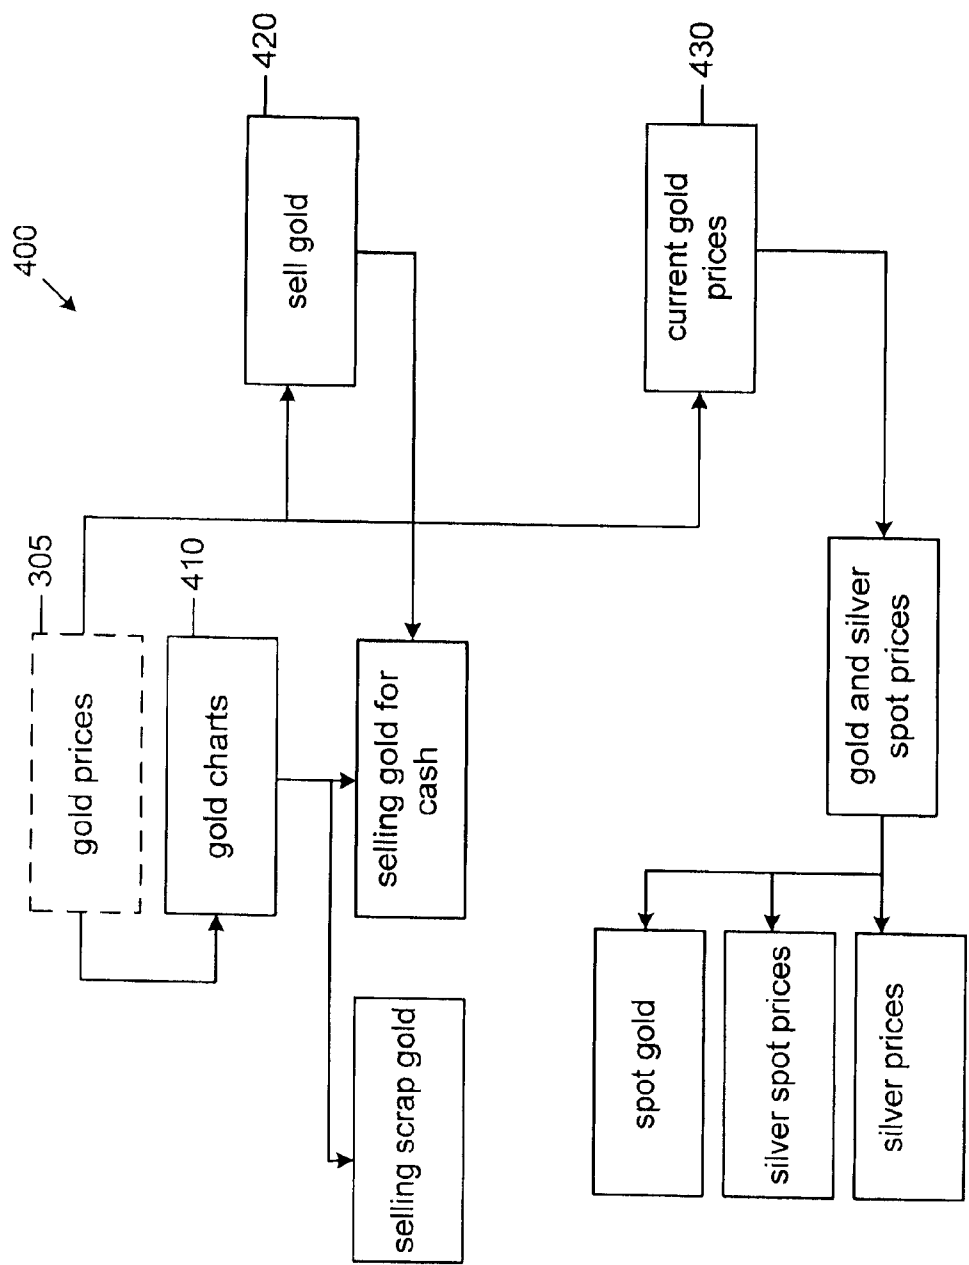 400
305
gold prices
410
gold charts
420
sell gold
selling scrap gold
selling gold for
cash
430
current gold
prices
gold and silver
spot prices
spot gold
silver spot prices
silver prices